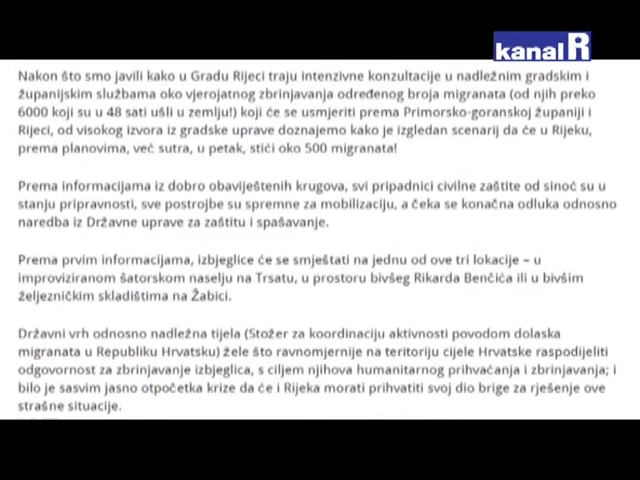 kanal R
Nakon što smo javili kako u Gradu Rijeci traju intenzivne konzultacije u nadležnim gradskim i
županijskim službama oko vjerojatnog zbrinjavanja određenog broja migranata (od njih preko
6000 koji su u 48 sati ušli u zemlju!) koji će se usmjeriti prema Primorsko-goranskoj županiji i
Rijeci, od visokog izvora iz gradske uprave doznajemo kako je izgledan scenarij da će u Rijeku,
prema planovima, već sutra, u petak, stići oko 500 migranata!
Prema informacijama iz dobro obaviještenih krugova, svi pripadnici civilne zaštite od sinoć su u
stanju pripravnosti, sve postrojbe su spremne za mobilizaciju, a čeka se konačna odluka odnosno
naredba iz Državne uprave za zaštitu i spašavanje.
Prema prvim informacijama, izbjeglice će se smještati na jednu od ove tri lokacije – u
improviziranom šatorskom naselju na Trsatu, u prostoru bivšeg Rikarda Benčića ili u bivšim
željezničkim skladištima na Žabici.
Državni vrh odnosno nadležna tijela (Stožer za koordinaciju aktivnosti povodom dolaska
migranata u Republiku Hrvatsku) žele što ravnomjernije na teritoriju cijele Hrvatske raspodijeliti
odgovornost za zbrinjavanje izbjeglica, s ciljem njihova humanitarnog prihvaćanja i zbrinjavanja; i
bilo je sasvim jasno otpočetka krize da će i Rijeka morati prihvatiti svoj dio brige za rješenje ove
strašne situacije.